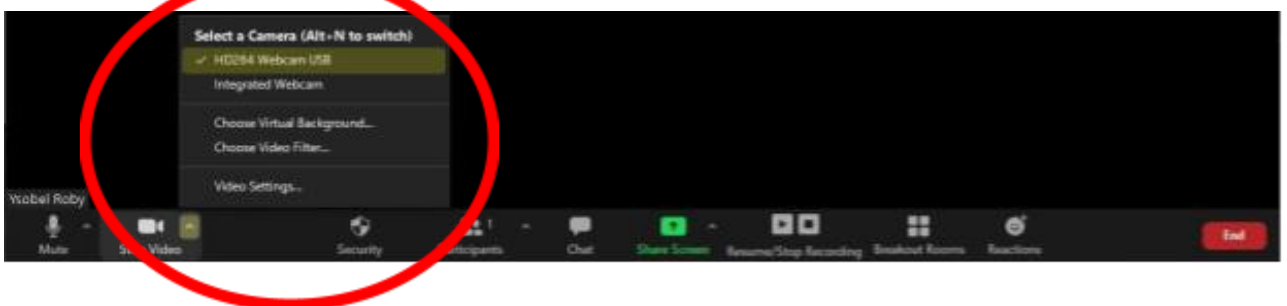 Select a Camera (Alt+N to switch)
HD264 Webcam USB
Integrated Webcam
Choose Virtual Background...
Choose Video Filter...
Video Settings...
Ysobel Roby
1
Mute Video Security Chat Share Screen Resume/Stop Recording Breakout Rooms Reactions End